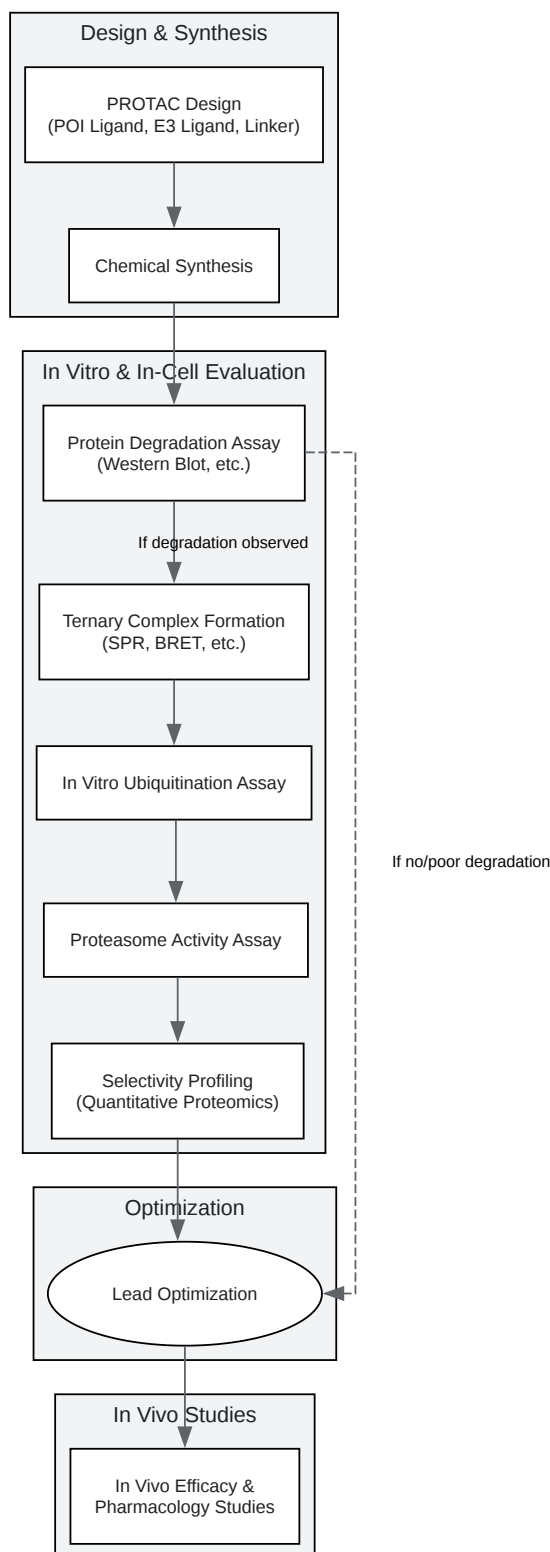 Design & Synthesis
PROTAC Design
(POI Ligand, E3 Ligand, Linker)
Chemical Synthesis
In Vitro & In-Cell Evaluation
Protein Degradation Assay
(Western Blot, etc.)
If degradation observed
Ternary Complex Formation
(SPR, BRET, etc.)
In Vitro Ubiquitination Assay
If no/poor degradation
Proteasome Activity Assay
Selectivity Profiling
(Quantitative Proteomics)
Optimization
Lead Optimization
In Vivo Studies
In Vivo Efficacy &
Pharmacology Studies